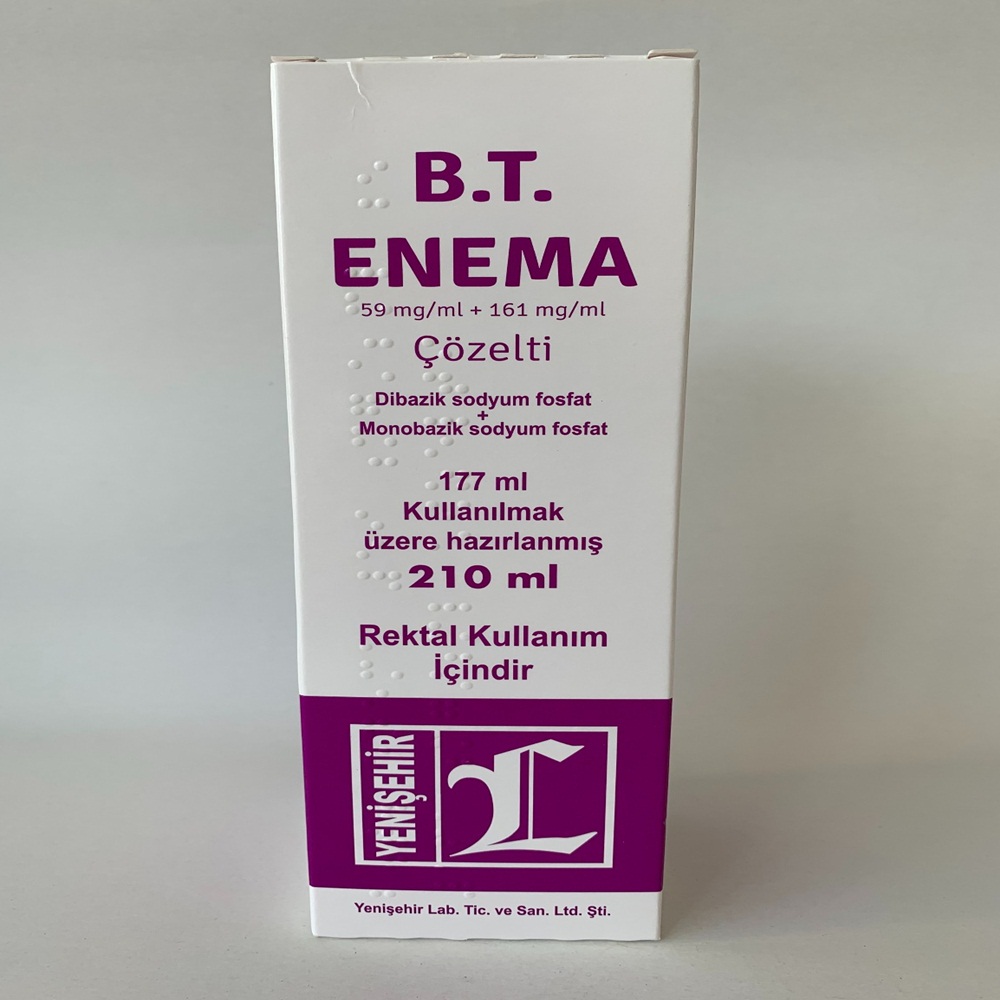 B.T.
ENEMA
59 mg/ml + 161 mg/ml
Çözelti
Dibazik sodyum fosfat
+
Monobazik sodyum fosfat
177 ml
Kullanılmak
üzere hazırlanmış
210 ml
Rektal Kullanım
İçindir
YENİŞEHİR
L
Yenişehir Lab. Tic. ve San. Ltd. Şti.